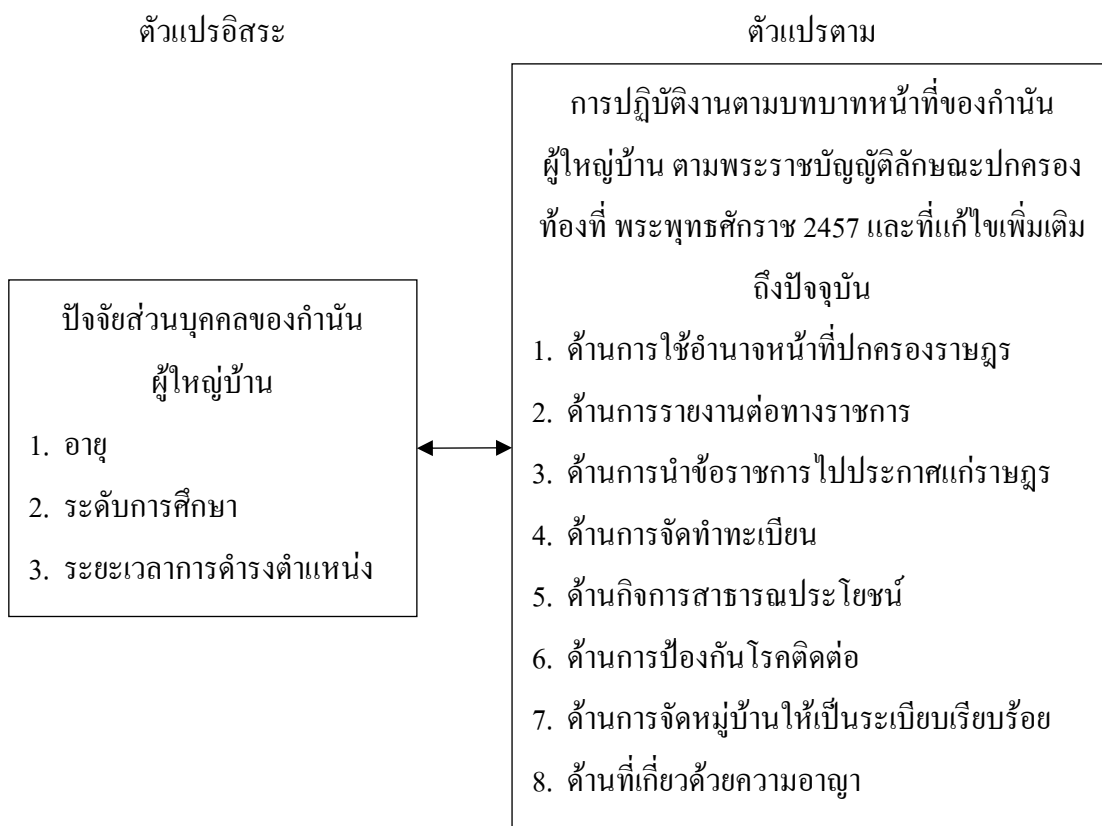 ตัวแปรอิสระ
ตัวแปรตาม
ปัจจัยส่วนบุคคลของกำนัน
ผู้ใหญ่บ้าน
1. อายุ
2. ระดับการศึกษา
3. ระยะเวลาการดำรงตำแหน่ง
การปฏิบัติงานตามบทบาทหน้าที่ของกำนัน
ผู้ใหญ่บ้าน ตามพระราชบัญญัติลักษณะปกครอง
ท้องที่ พระพุทธศักราช 2457 และที่แก้ไขเพิ่มเติม
ถึงปัจจุบัน
1. ด้านการใช้อำนาจหน้าที่ปกครองราษฎร
2. ด้านการรายงานต่อทางราชการ
3. ด้านการนำข้อราชการไปประกาศแก่ราษฎร
4. ด้านการจัดทำทะเบียน
5. ด้านกิจการสาธารณประโยชน์
6. ด้านการป้องกันโรคติดต่อ
7. ด้านการจัดหมู่บ้านให้เป็นระเบียบเรียบร้อย
8. ด้านที่เกี่ยวด้วยความอาญา